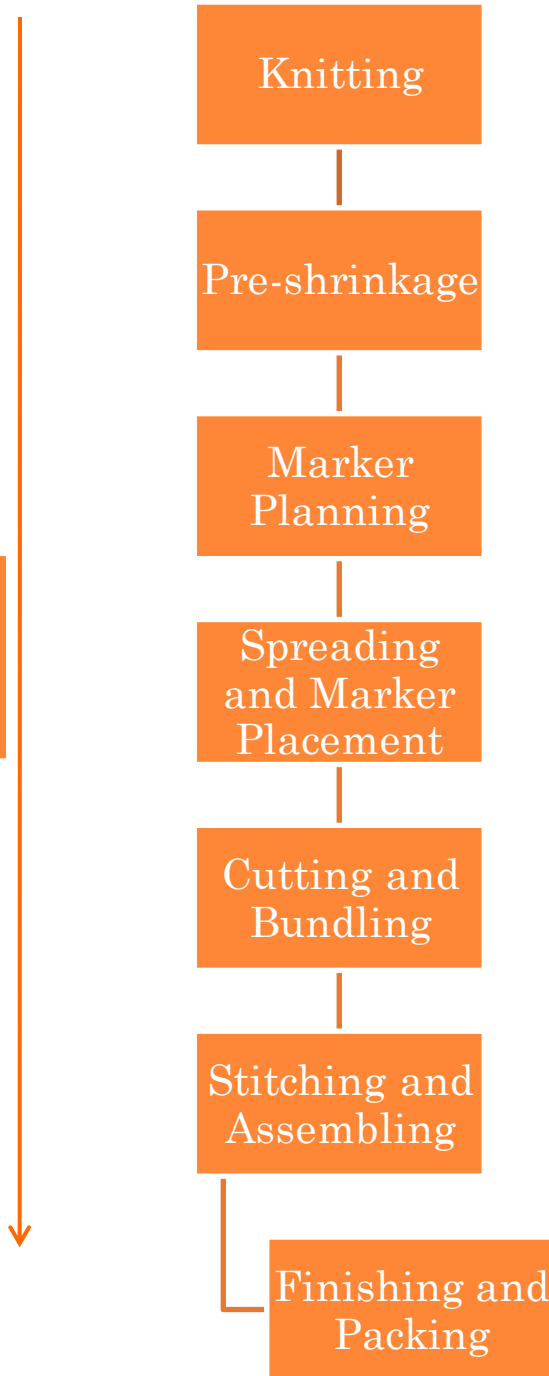 Knitting
Pre-shrinkage
Marker
Planning
Spreading
and Marker
Placement
Cutting and
Bundling
Stitching and
Assembling
Finishing and
Packing